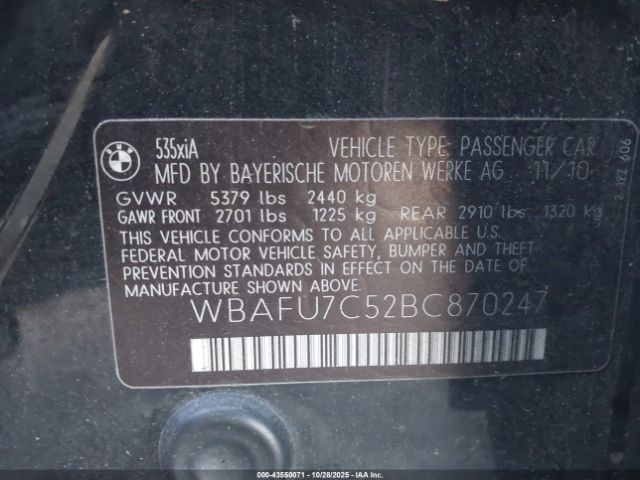 535xiA VEHICLE TYPE: PASSENGER CAR
MFD BY BAYERISCHE MOTOREN WERKE AG 11/10
GVWR 5379 lbs 2440 kg
GAWR FRONT 2701 lbs 1225 kg REAR 2910 lbs 1320 kg
THIS VEHICLE CONFORMS TO ALL APPLICABLE U.S.
FEDERAL MOTOR VEHICLE SAFETY, BUMPER AND THEFT
PREVENTION STANDARDS IN EFFECT ON THE DATE OF
MANUFACTURE SHOWN ABOVE.
WBAFU7C52BC870247
000-43550071 - 10/28/2025 - IAAI.CA